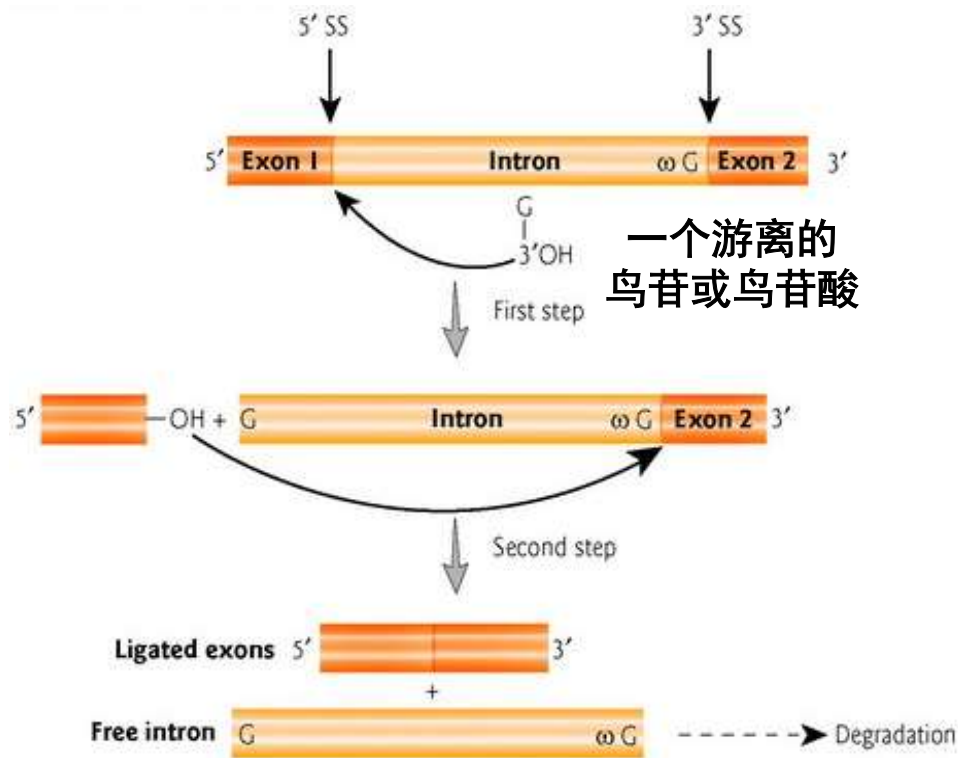 5′ SS 3′ SS
5′ Exon 1 Intron ω G Exon 2 3′
G
3′OH
一个游离的
鸟苷或鸟苷酸
First step
5′ OH + G Intron ω G Exon 2 3′
Second step
Ligated exons 5′ 3′
+
Free intron G ω G Degradation